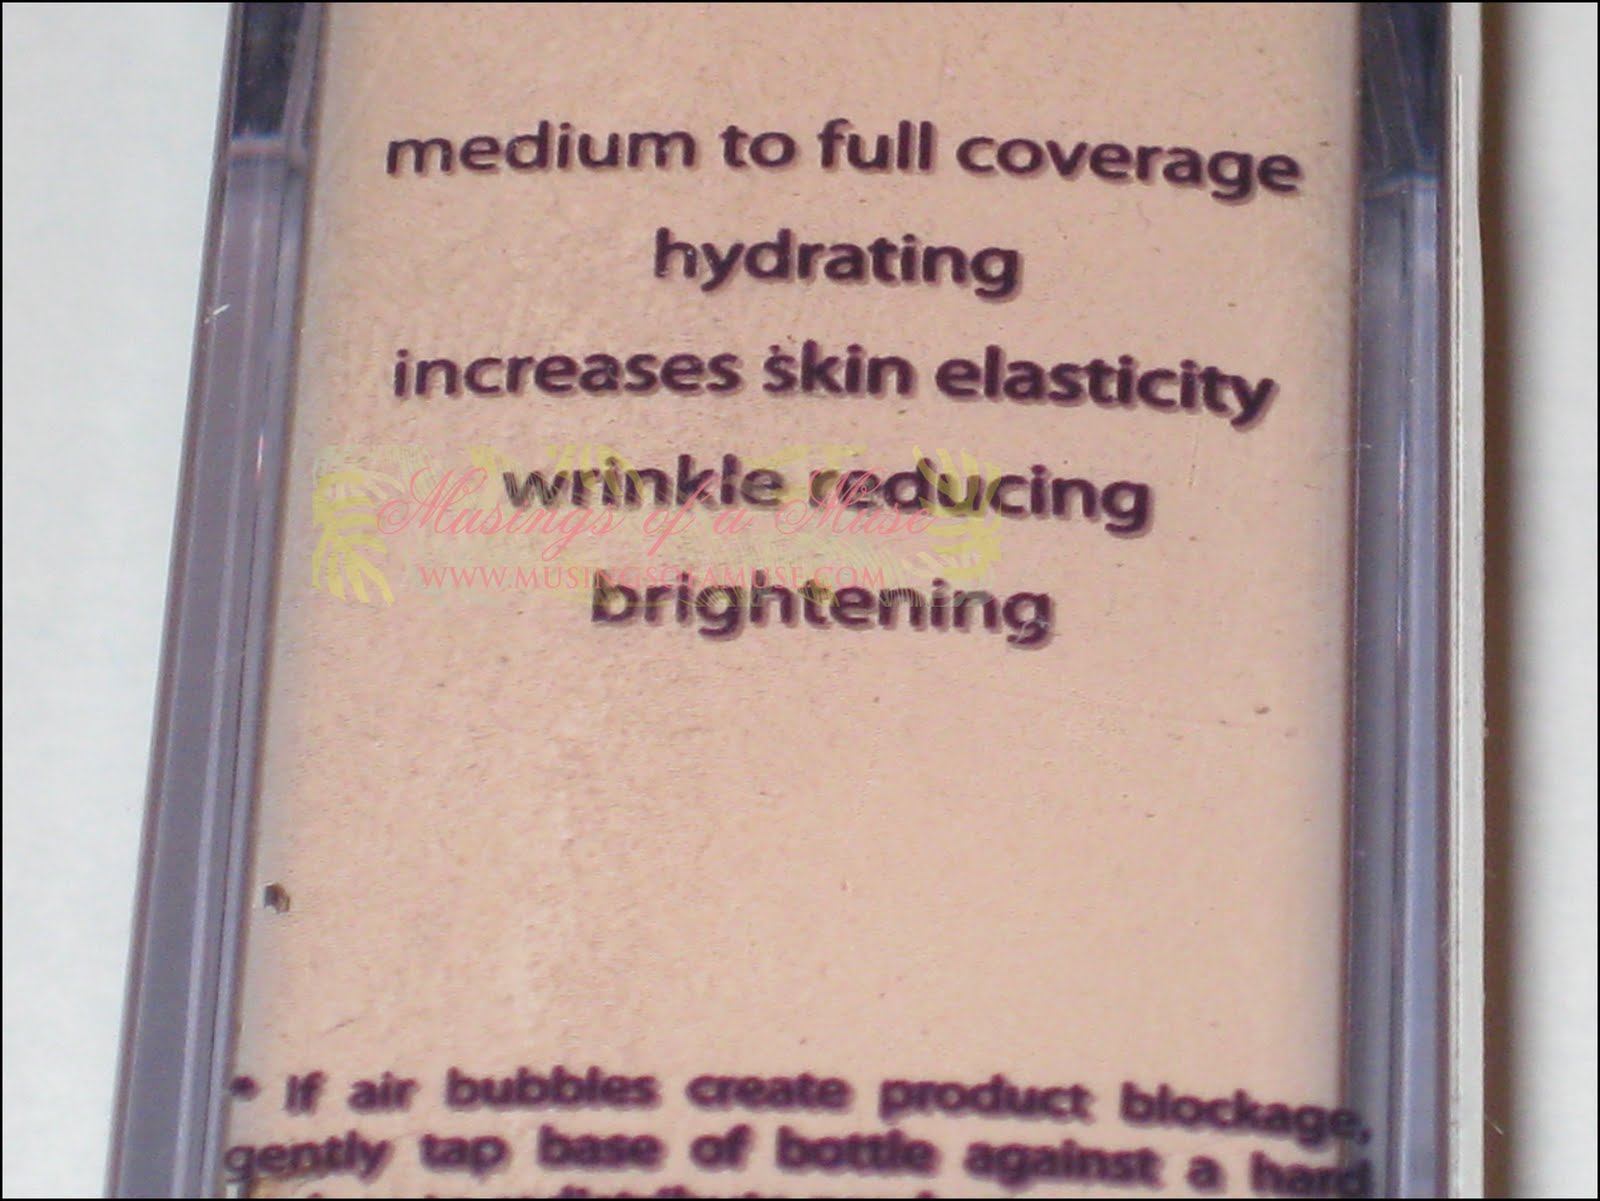 medium to full coverage
hydrating
increases skin elasticity
wrinkle reducing
Musings of a Muse
WWW.MUSINGSOFAMUSE.COM
brightening
* If air bubbles create product blockage,
gently tap base of bottle against a hard